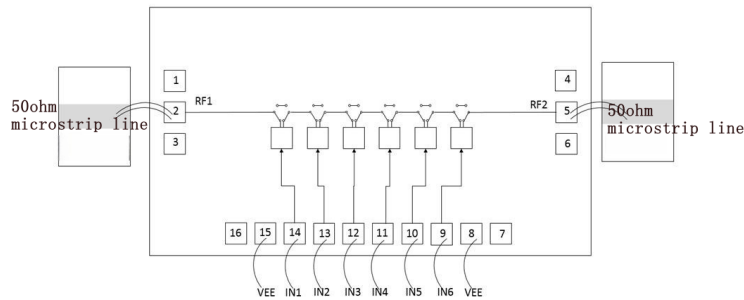 1
4
50ohm
microstrip line
2
RF1
RF2
5
50ohm
microstrip line
3
6
16
15
14
13
12
11
10
9
8
7
VEE
IN1
IN2
IN3
IN4
IN5
IN6
VEE